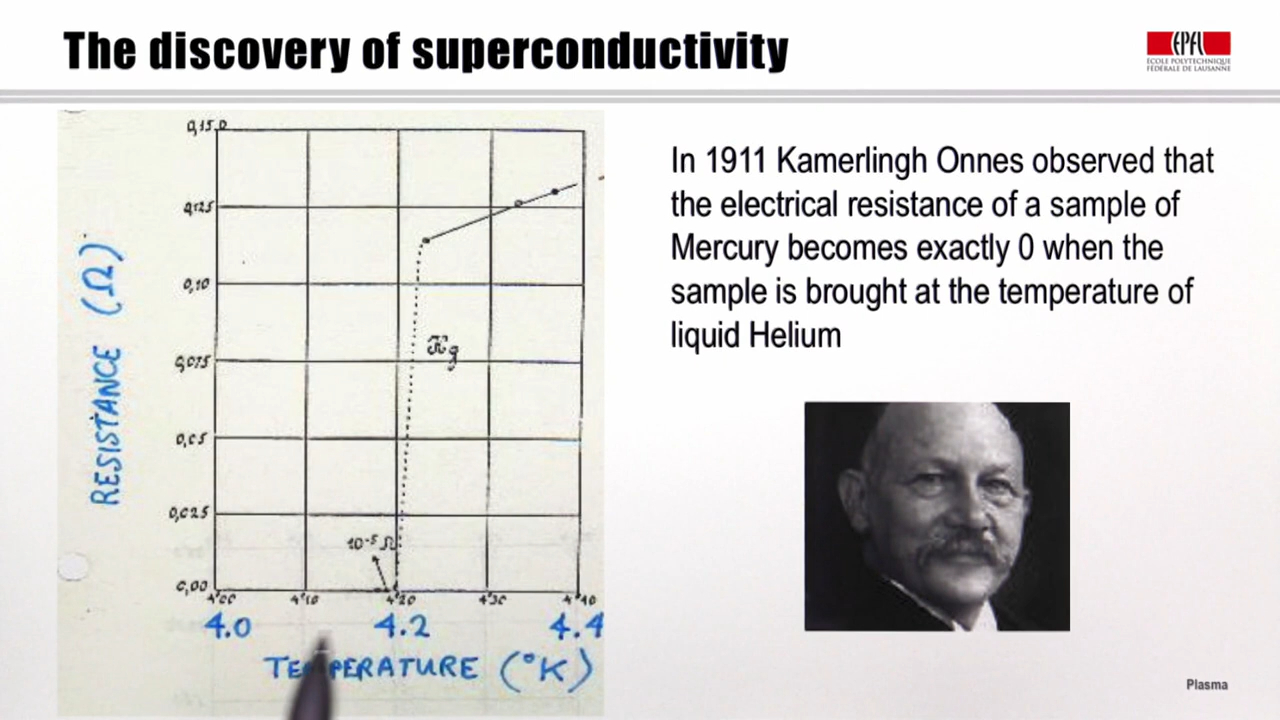 The discovery of superconductivity
EPFL
ÉCOLE POLYTECHNIQUE
FÉDÉRALE DE LAUSANNE
0,150
0,125
0,10
0,075
0,05
0,025
0,00
Hg
10⁻⁵ Ω
4°00
4°10
4°20
4°30
4°40
4.0
4.2
4.4
RESISTANCE (Ω)
TEMPERATURE (°K)
In 1911 Kamerlingh Onnes observed that
the electrical resistance of a sample of
Mercury becomes exactly 0 when the
sample is brought at the temperature of
liquid Helium
Plasma